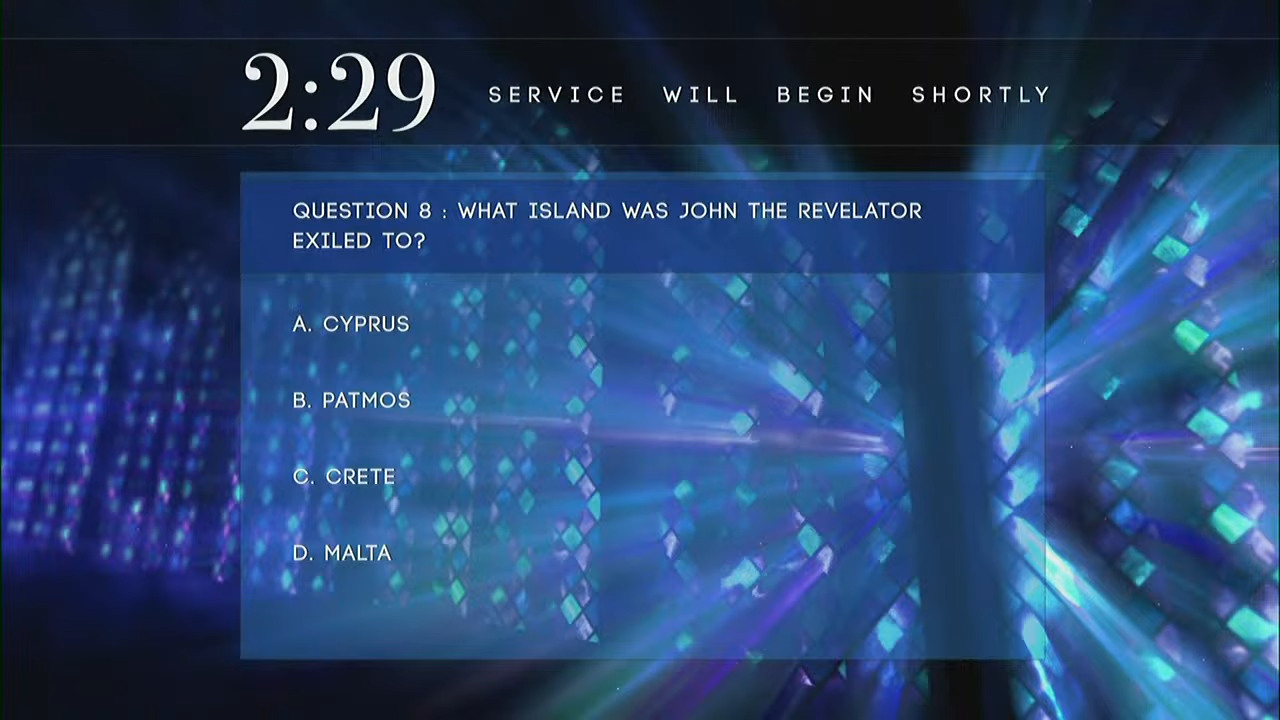 2:29
SERVICE WILL BEGIN SHORTLY
QUESTION 8 : WHAT ISLAND WAS JOHN THE REVELATOR
EXILED TO?
A. CYPRUS
B. PATMOS
C. CRETE
D. MALTA